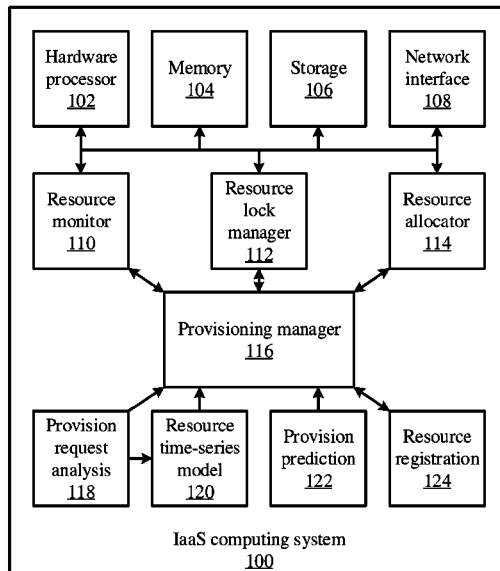 Hardware processor 102
Memory 104
Storage 106
Network interface 108
Resource monitor 110
Resource lock manager 112
Resource allocator 114
Provisioning manager 116
Provision request analysis 118
Resource time-series model 120
Provision prediction 122
Resource registration 124
IaaS computing system 100